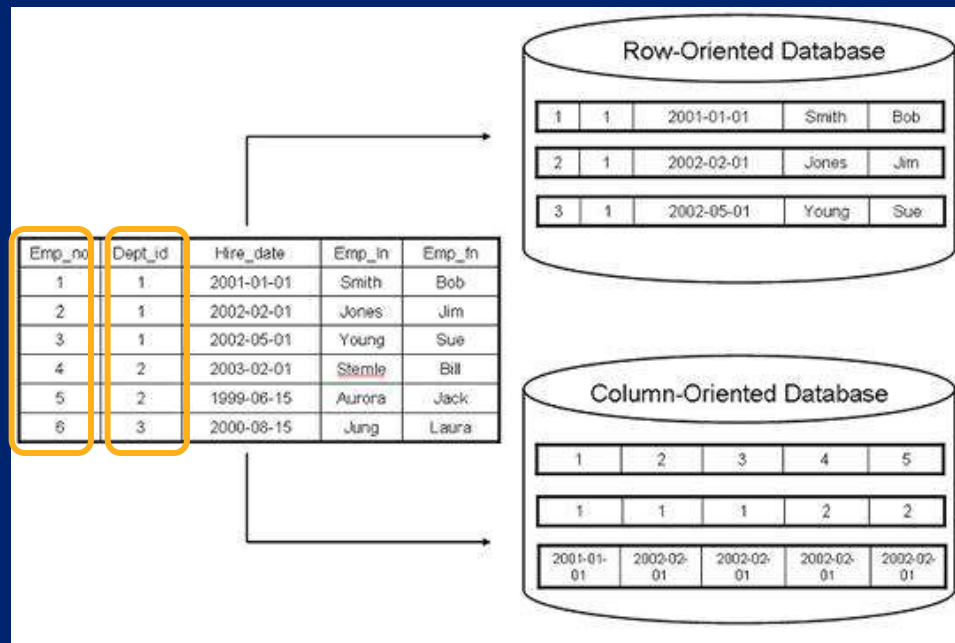 Row-Oriented Database
1 1 2001-01-01 Smith Bob
2 1 2002-02-01 Jones Jim
3 1 2002-05-01 Young Sue
Emp_no Dept_id Hire_date Emp_ln Emp_fn
1 1 2001-01-01 Smith Bob
2 1 2002-02-01 Jones Jim
3 1 2002-05-01 Young Sue
4 2 2003-02-01 Stemle Bill
5 2 1999-06-15 Aurora Jack
6 3 2000-08-15 Jung Laura
Column-Oriented Database
1 2 3 4 5
1 1 1 2 2
2001-01- 2002-02- 2002-02- 2002-02- 2002-02-
01 01 01 01 01